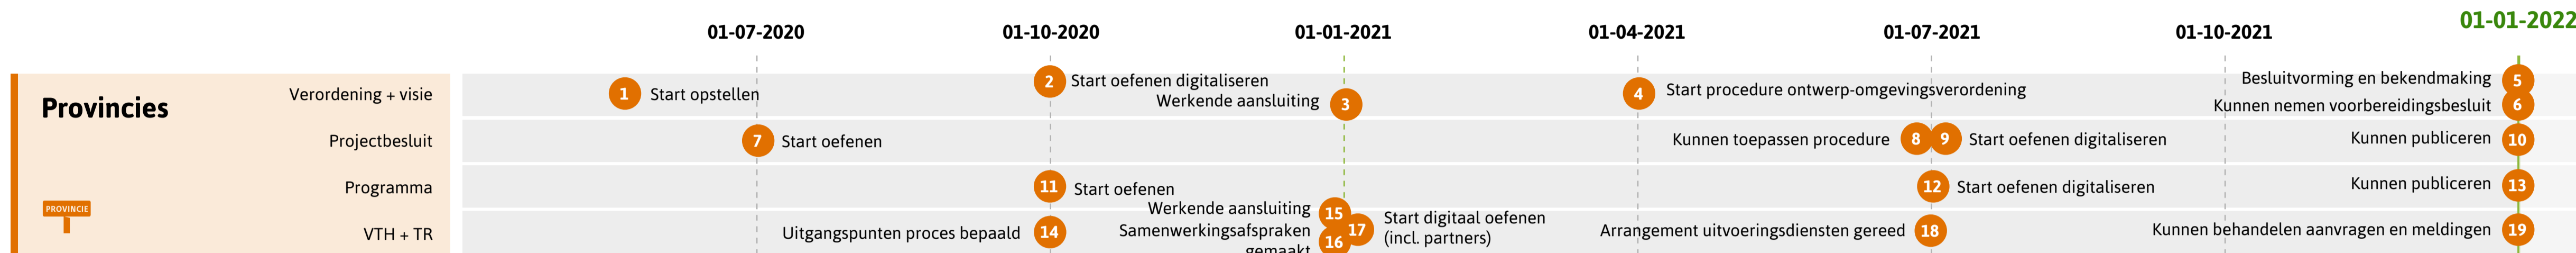 01-07-2020 01-10-2020 01-01-2021 01-04-2021 01-07-2021 01-10-2021 01-01-2022
Provincies
PROVINCIE
Verordening + visie
1 Start opstellen
2 Start oefenen digitaliseren
Werkende aansluiting 3
4 Start procedure ontwerp-omgevingsverordening
Besluitvorming en bekendmaking 5
Kunnen nemen voorbereidingsbesluit 6
Projectbesluit
7 Start oefenen
Kunnen toepassen procedure 8
9 Start oefenen digitaliseren
Kunnen publiceren 10
Programma
11 Start oefenen
12 Start oefenen digitaliseren
Kunnen publiceren 13
VTH + TR
Uitgangspunten proces bepaald 14
Werkende aansluiting 15
Samenwerkingsafspraken 16
gemaakt
17 Start digitaal oefenen
(incl. partners)
Arrangement uitvoeringsdiensten gereed 18
Kunnen behandelen aanvragen en meldingen 19